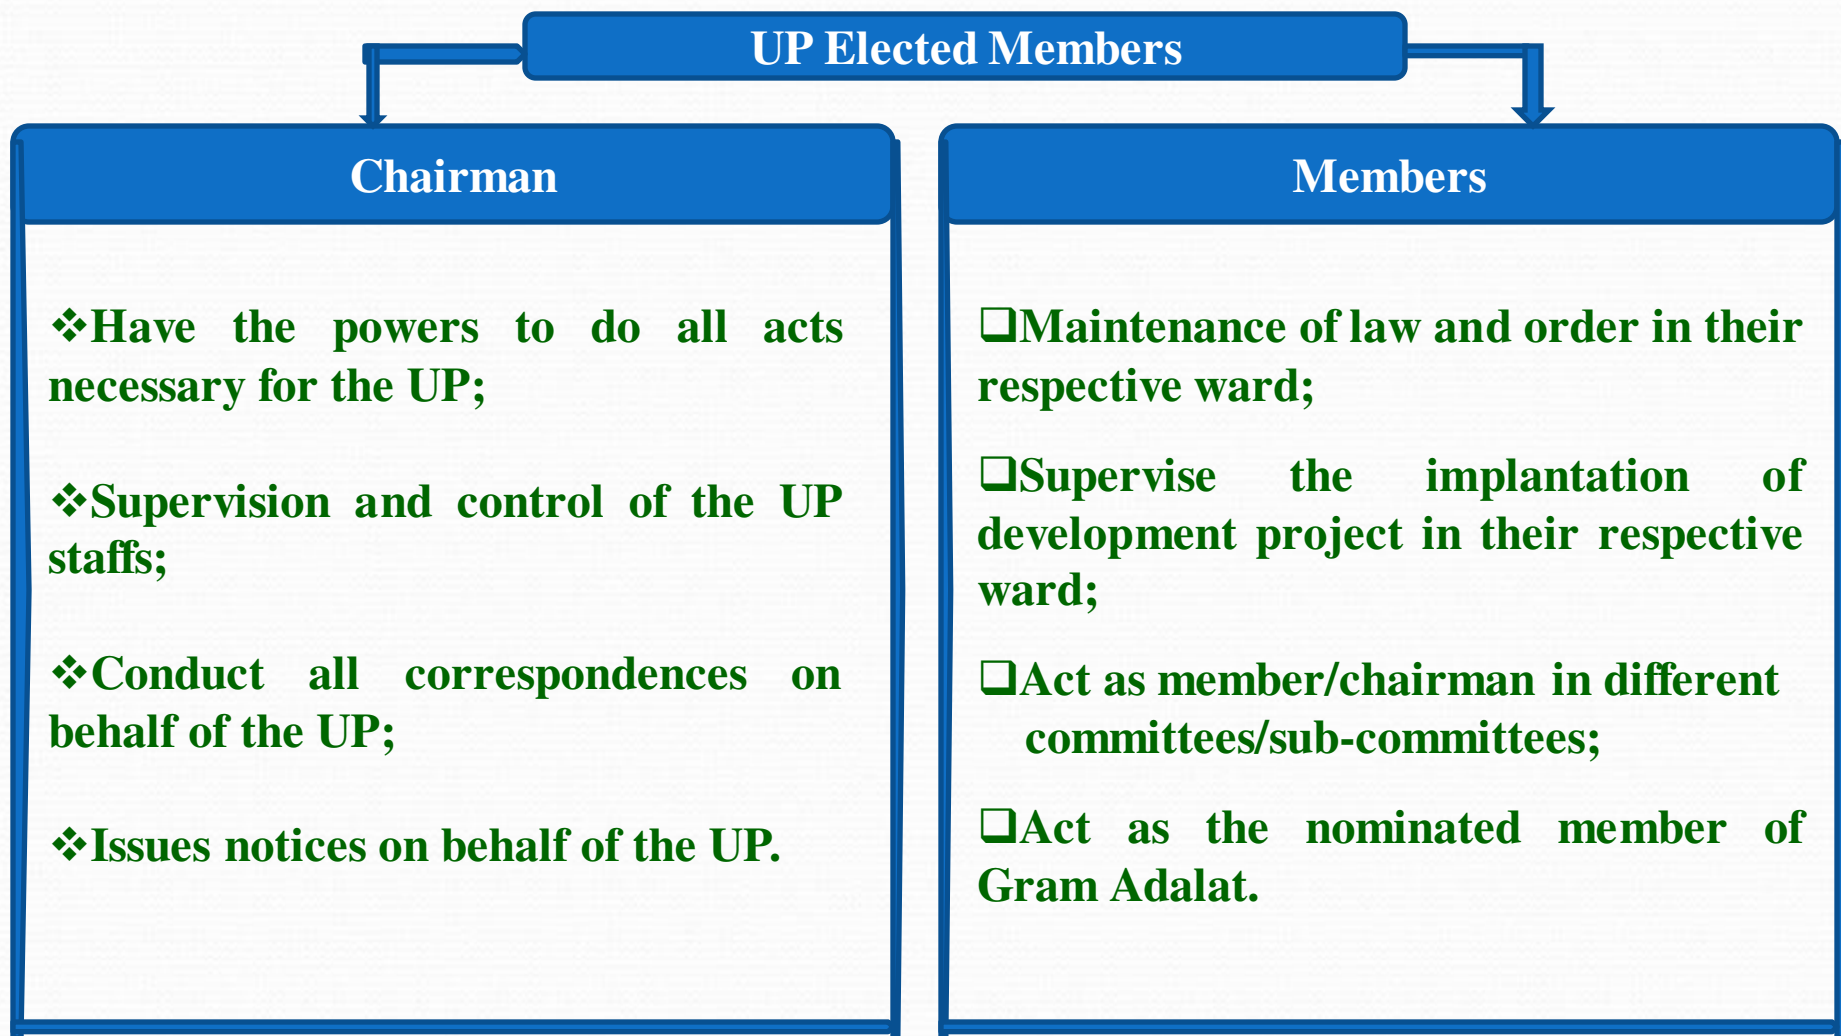 UP Elected Members
Chairman
❖Have the powers to do all acts
necessary for the UP;
❖Supervision and control of the UP
staffs;
❖Conduct all correspondences on
behalf of the UP;
❖Issues notices on behalf of the UP.
Members
❑Maintenance of law and order in their
respective ward;
❑Supervise the implantation of
development project in their respective
ward;
❑Act as member/chairman in different
committees/sub-committees;
❑Act as the nominated member of
Gram Adalat.